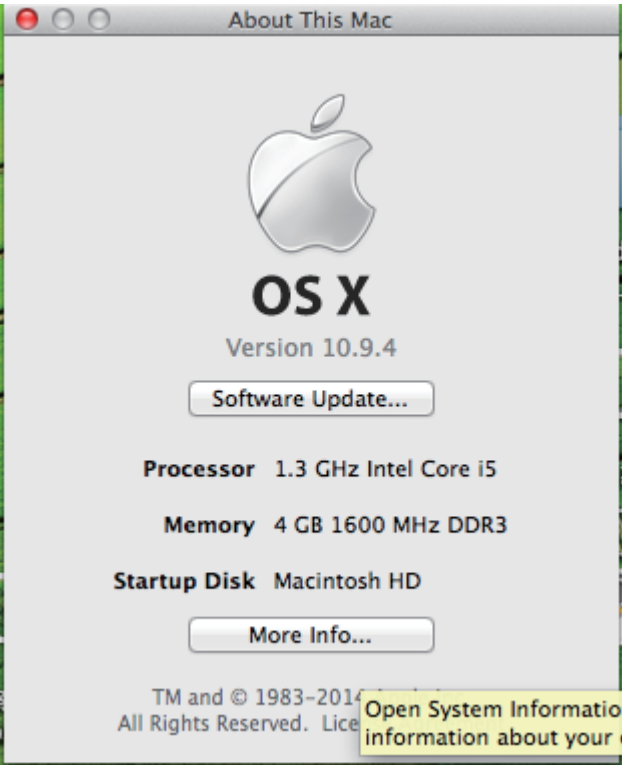 About This Mac
OS X
Version 10.9.4
Software Update...
Processor 1.3 GHz Intel Core i5
Memory 4 GB 1600 MHz DDR3
Startup Disk Macintosh HD
More Info...
TM and © 1983–2014
All Rights Reserved.
Open System
information about your